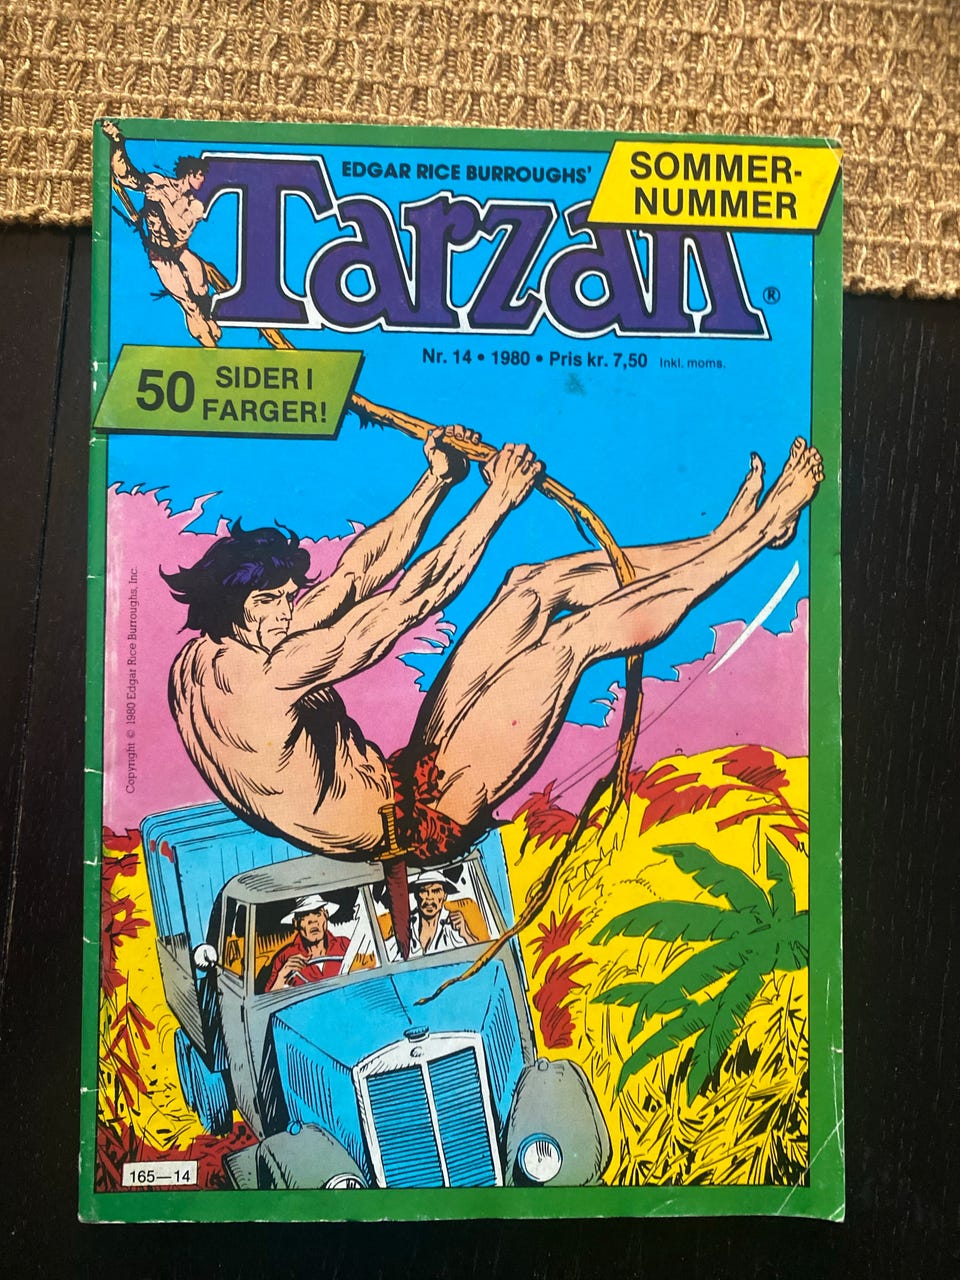 EDGAR RICE BURROUGHS'
SOMMER-
NUMMER
Tarzan®
Nr. 14 • 1980 • Pris kr. 7,50 Inkl. moms.
50 SIDER I
FARGER!
Copyright © 1980 Edgar Rice Burroughs, Inc.
165—14